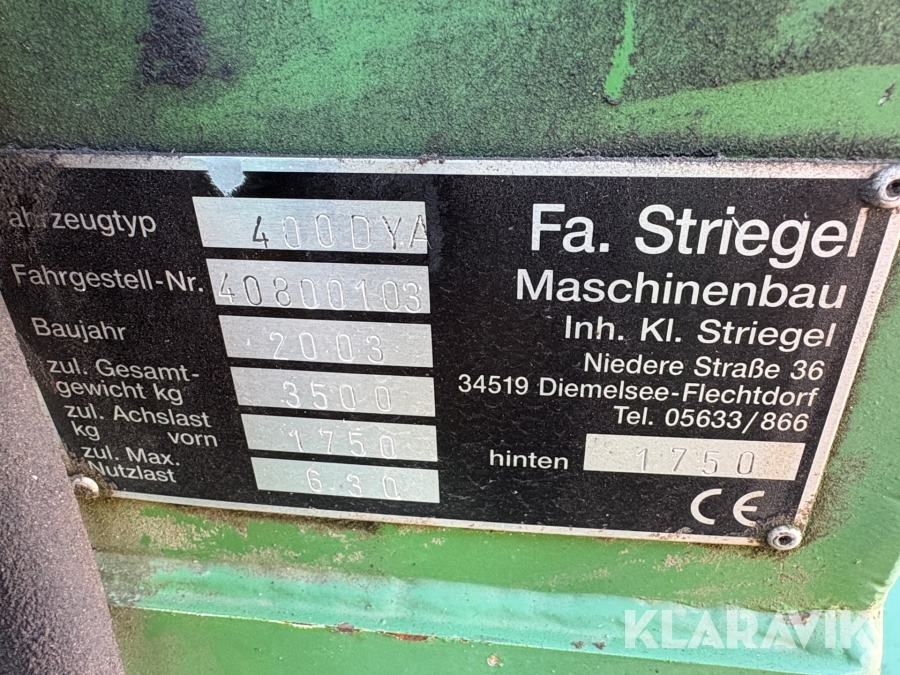 ahrzeugtyp 400DYA
Fahrgestell-Nr. 40800103
Baujahr 2003
zul. Gesamt-
gewicht kg 3500
zul. Achslast
kg vorn 1750
zul. Max.
Nutzlast 630
Fa. Striegel
Maschinenbau
Inh. Kl. Striegel
Niedere Straße 36
34519 Diemelsee-Flechtdorf
Tel. 05633/866
hinten 1750
CE
KLARAVIK